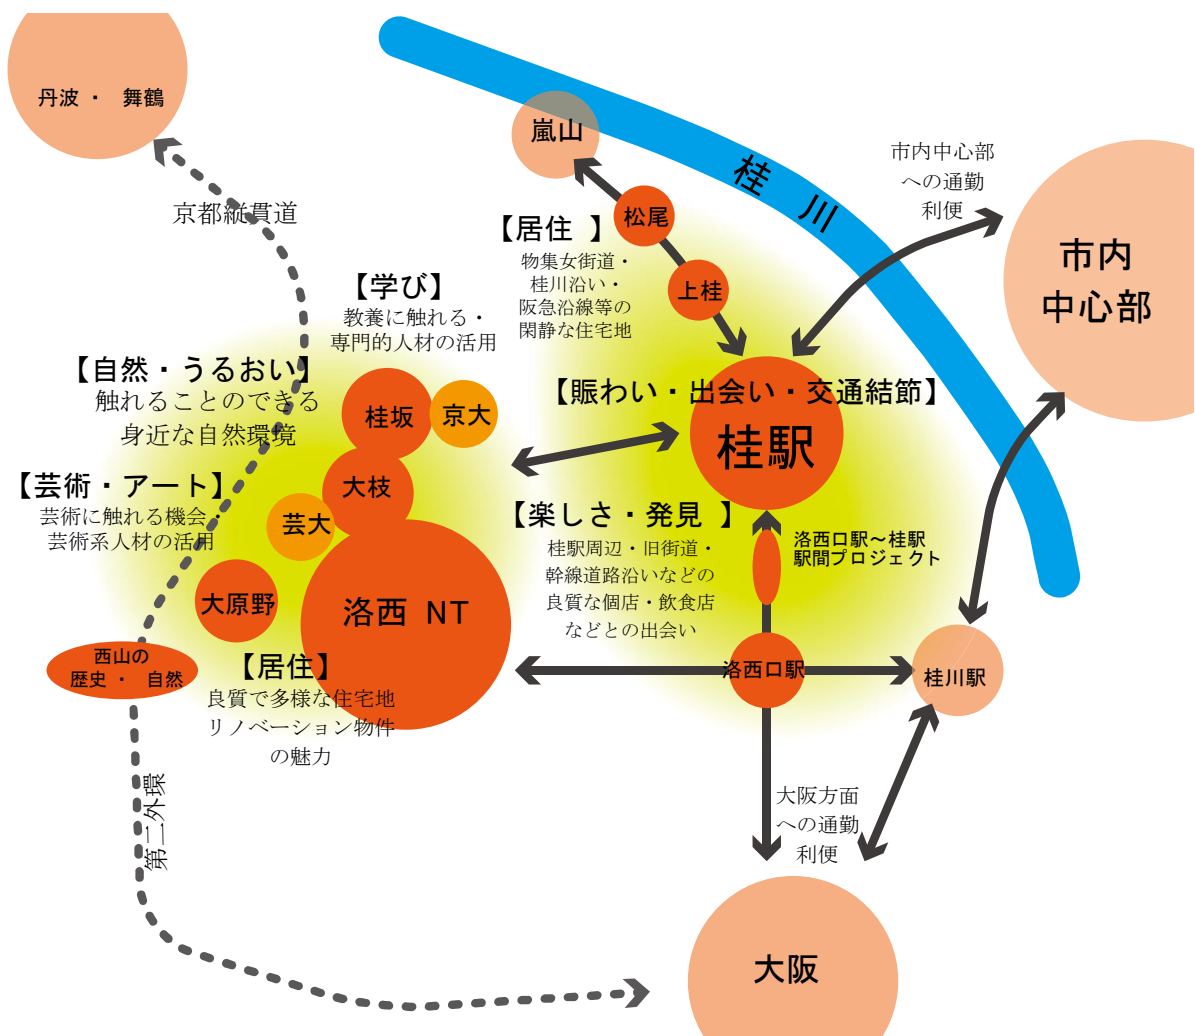 丹波 ・ 舞鶴
京都縦貫道
嵐山
桂 川
市内中心部
への通勤
利便
市内
中心部
松尾
上桂
【居住 】
物集女街道・
桂川沿い・
阪急沿線等の
閑静な住宅地
【学び】
教養に触れる・
専門的人材の活用
【自然・うるおい】
触れることのできる
身近な自然環境
桂坂
京大
【賑わい・出会い・交通結節】
桂駅
【芸術・アート】
芸術に触れる機会・
芸術系人材の活用
大枝
芸大
【楽しさ・発見 】
桂駅周辺・旧街道・
幹線道路沿いなどの
良質な個店・飲食店
などとの出会い
洛西口駅～桂駅
駅間プロジェクト
大原野
洛西 NT
西山の
歴史 ・ 自然
【居住】
良質で多様な住宅地
リノベーション物件
の魅力
洛西口駅
桂川駅
第二外環
大阪方面
への通勤
利便
大阪